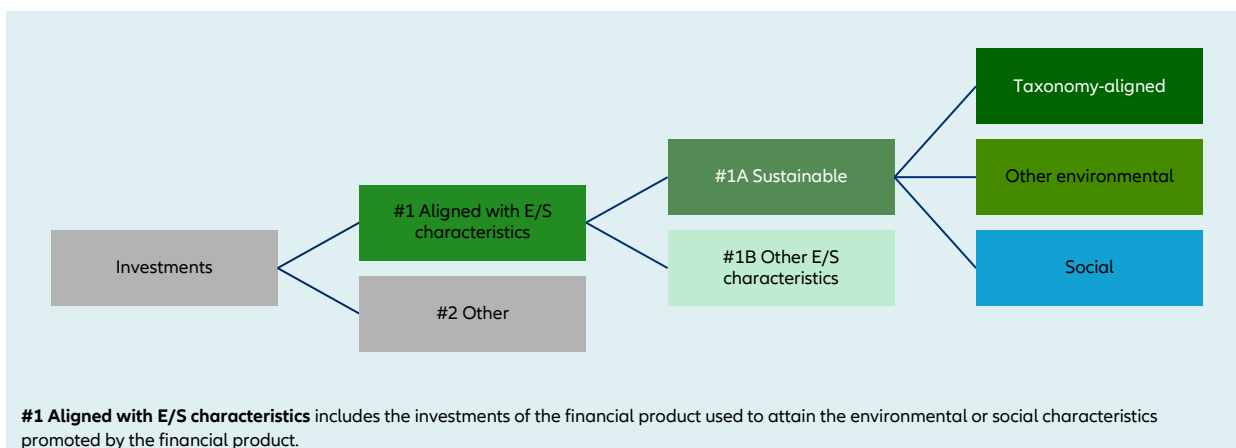 Taxonomy-aligned
#1A Sustainable
Other environmental
#1 Aligned with E/S
characteristics
Investments
#1B Other E/S
characteristics
Social
#2 Other
#1 Aligned with E/S characteristics includes the investments of the financial product used to attain the environmental or social characteristics
promoted by the financial product.